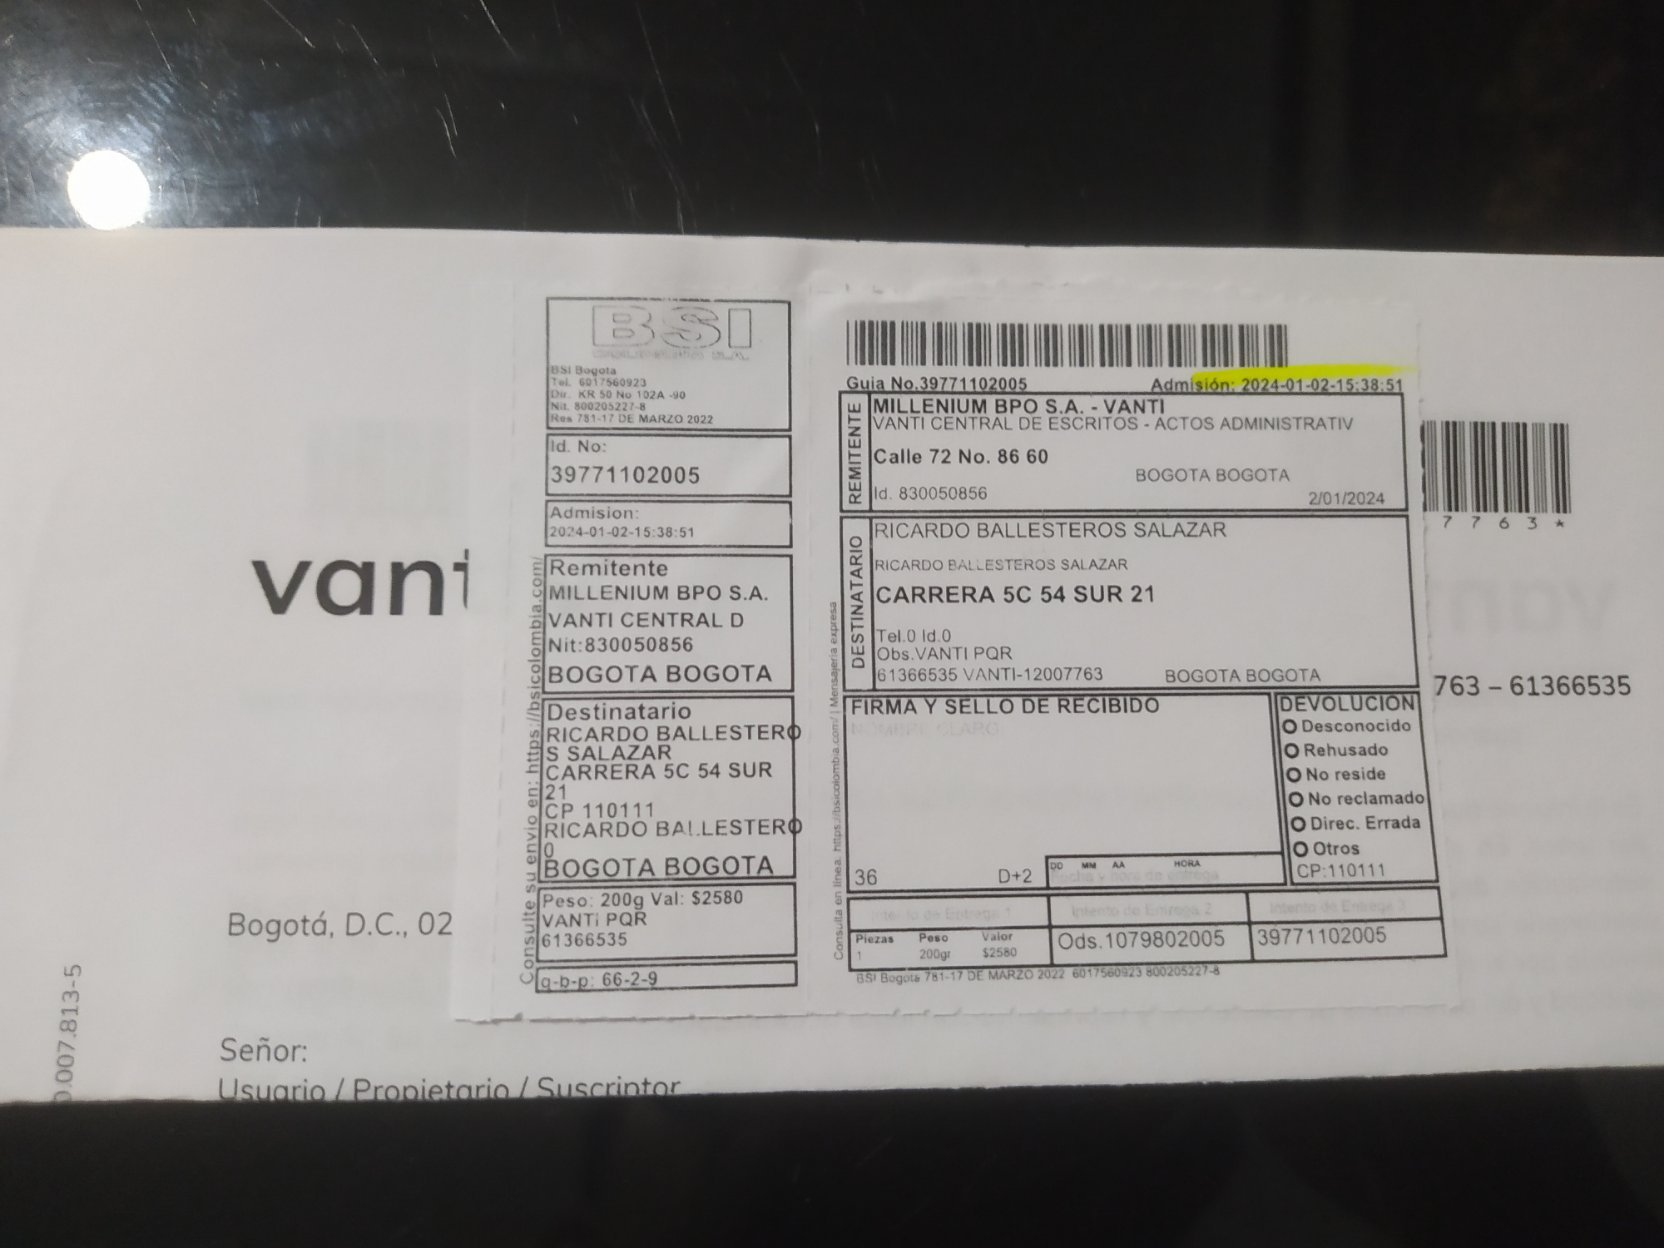 BSI
BSI Bogota
Tel. 6017560923
Dir. KR 50 No 102A -90
Nit. 800205227-8
Res 781-17 DE MARZO 2022
Id. No:
39771102005
Admision:
2024-01-02-15:38:51
Remitente
MILLENIUM BPO S.A.
VANTI CENTRAL D
Nit:830050856
BOGOTA BOGOTA
Destinatario
RICARDO BALLESTERO
S SALAZAR
CARRERA 5C 54 SUR
21
CP 110111
RICARDO BALLESTERO
0
BOGOTA BOGOTA
Peso: 200g Val: $2580
VANTI PQR
61366535
q-b-p: 66-2-9
Consulte su envio en: https://bsicolombia.com/
Guia No.39771102005 Admisión: 2024-01-02-15:38:51
REMITENTE
MILLENIUM BPO S.A. - VANTI
VANTI CENTRAL DE ESCRITOS - ACTOS ADMINISTRATIV
Calle 72 No. 86 60
BOGOTA BOGOTA
Id. 830050856 2/01/2024
DESTINATARIO
RICARDO BALLESTEROS SALAZAR
RICARDO BALLESTEROS SALAZAR
CARRERA 5C 54 SUR 21
Tel.0 Id.0
Obs.VANTI PQR
61366535 VANTI-12007763 BOGOTA BOGOTA
FIRMA Y SELLO DE RECIBIDO
NOMBRE CLARO
36 D+2
DD MM AA HORA
Fecha y hora de entrega
DEVOLUCION
Desconocido
Rehusado
No reside
No reclamado
Direc. Errada
Otros
CP:110111
Intento de Entrega 1 Intento de Entrega 2 Intento de Entrega 3
Piezas Peso Valor
1 200gr $2580
Ods.1079802005 39771102005
BSI Bogota 781-17 DE MARZO 2022 6017560923 800205227-8
Consulta en linea: https://bsicolombia.com/ | Mensajeria expresa
7 7 6 3 *
763 – 61366535
vanti
Bogotá, D.C., 02
Señor:
Usuario / Propietario / Suscriptor
0.007.813-5